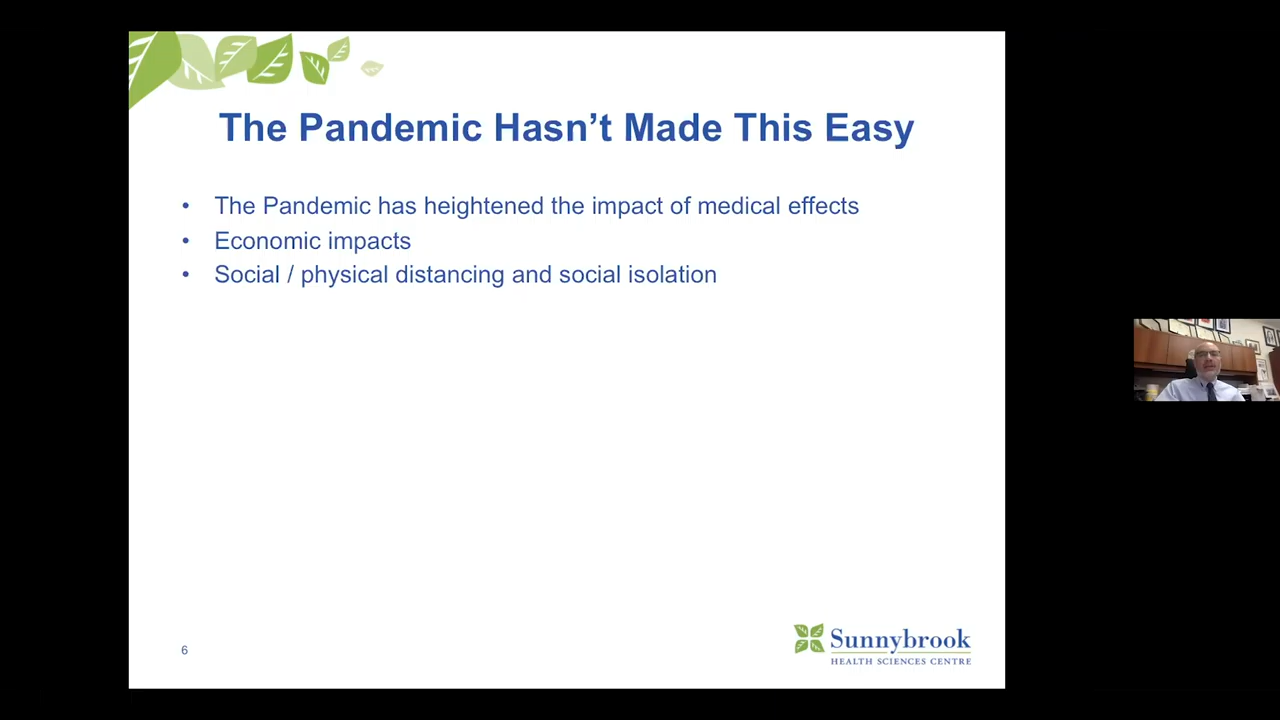 The Pandemic Hasn’t Made This Easy
• The Pandemic has heightened the impact of medical effects
• Economic impacts
• Social / physical distancing and social isolation
6
Sunnybrook
HEALTH SCIENCES CENTRE